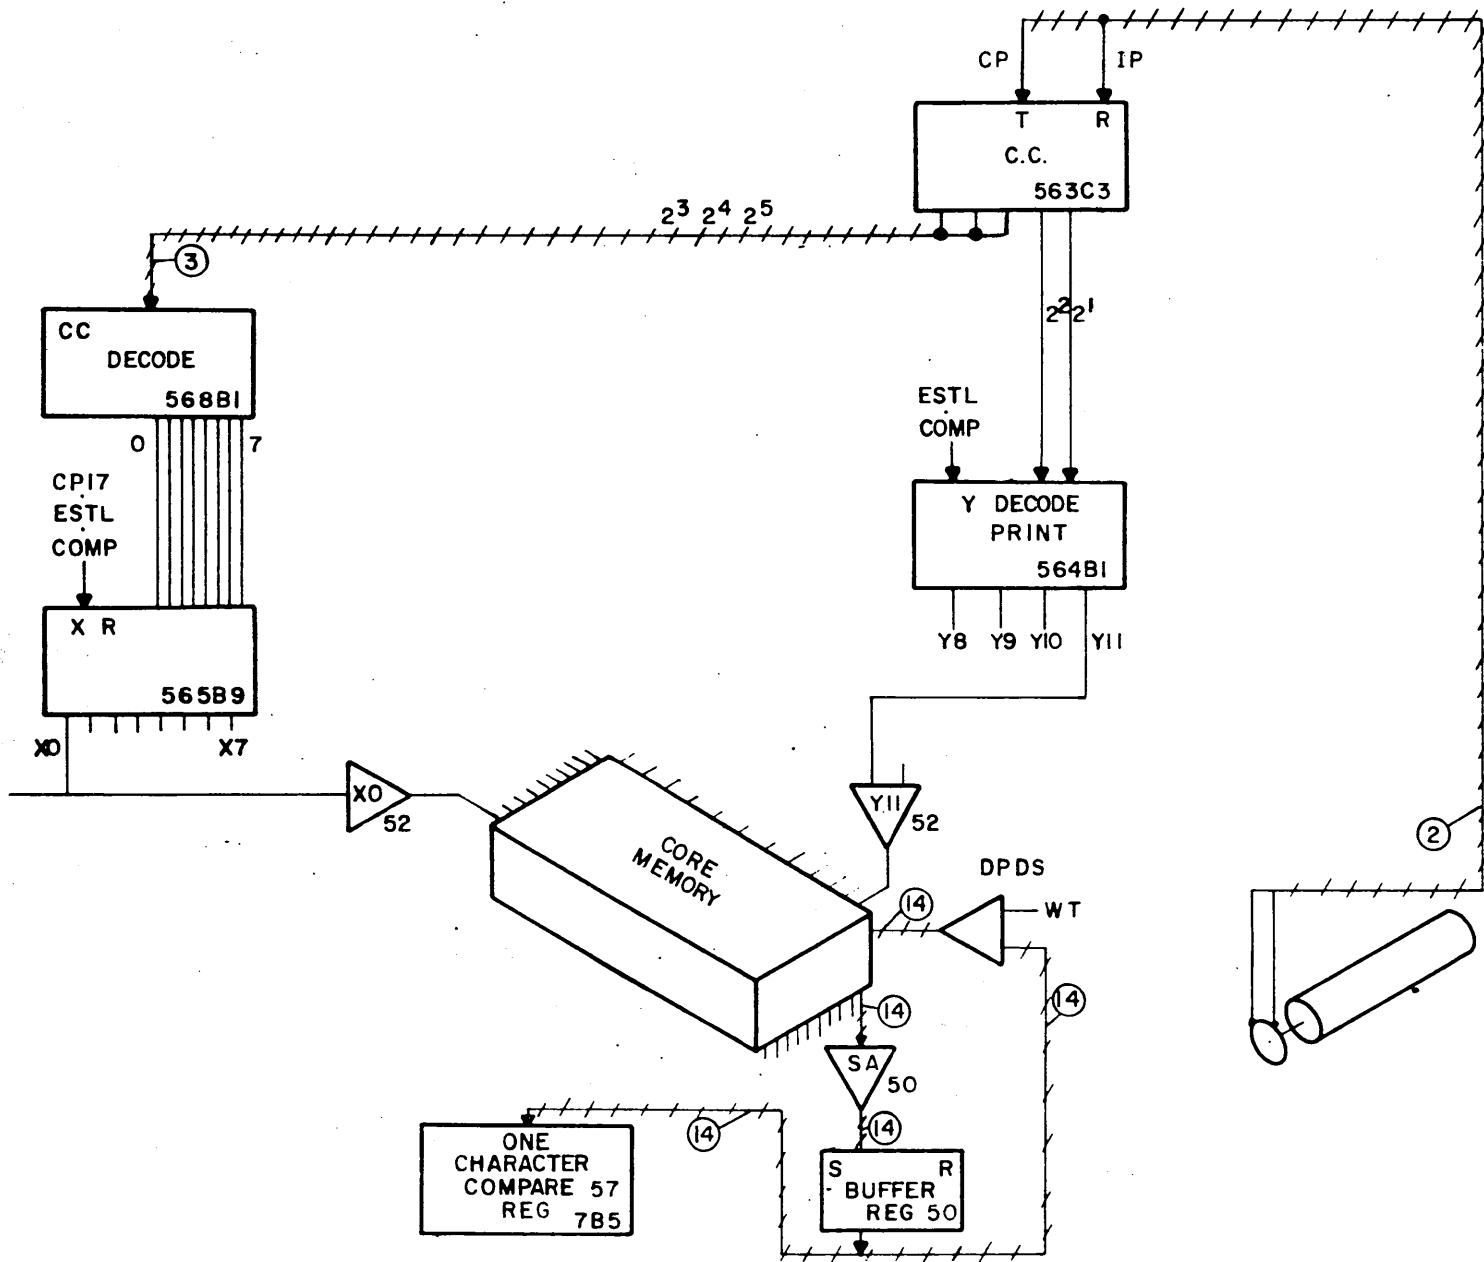 CP IP
T R
C.C.
563C3
2³ 2⁴ 2⁵
3
CC
DECODE
568B1
0 7
CP17
ESTL
COMP
X R
565B9
X0 X7
2² 2¹
ESTL
COMP
Y DECODE
PRINT
564B1
Y8 Y9 Y10 Y11
X0
52
Y11
52
CORE
MEMORY
DPDS
WT
14
2
14
14
SA
50
14
14
ONE
CHARACTER
COMPARE 57
REG
7B5
S R
BUFFER
REG 50